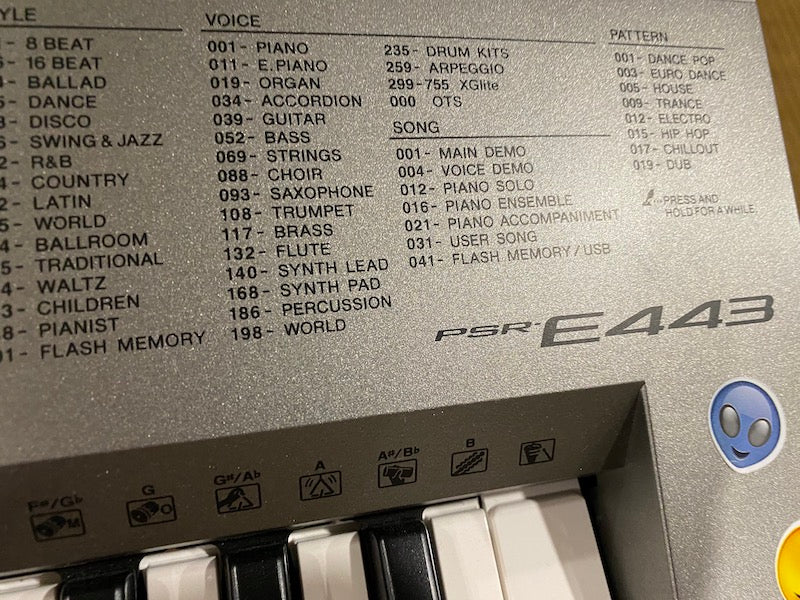 VOICE
001- PIANO
011- E.PIANO
019- ORGAN
034- ACCORDION
039- GUITAR
052- BASS
069- STRINGS
088- CHOIR
093- SAXOPHONE
108- TRUMPET
117- BRASS
132- FLUTE
140- SYNTH LEAD
168- SYNTH PAD
186- PERCUSSION
198- WORLD
235- DRUM KITS
259- ARPEGGIO
299-755 XGlite
000 OTS
SONG
001- MAIN DEMO
004- VOICE DEMO
012- PIANO SOLO
016- PIANO ENSEMBLE
021- PIANO ACCOMPANIMENT
031- USER SONG
041- FLASH MEMORY/USB
PATTERN
001- DANCE POP
003- EURO DANCE
005- HOUSE
009- TRANCE
012- ELECTRO
015- HIP HOP
017- CHILLOUT
019- DUB
PRESS AND
HOLD FOR A WHILE
YLE
- 8 BEAT
- 16 BEAT
- BALLAD
- DANCE
- DISCO
- SWING & JAZZ
- R&B
- COUNTRY
- LATIN
- WORLD
- BALLROOM
- TRADITIONAL
- WALTZ
- CHILDREN
- PIANIST
- FLASH MEMORY
PSR-E443
F#/G♭
G
G#/A♭
A
A#/B♭
B
M
O